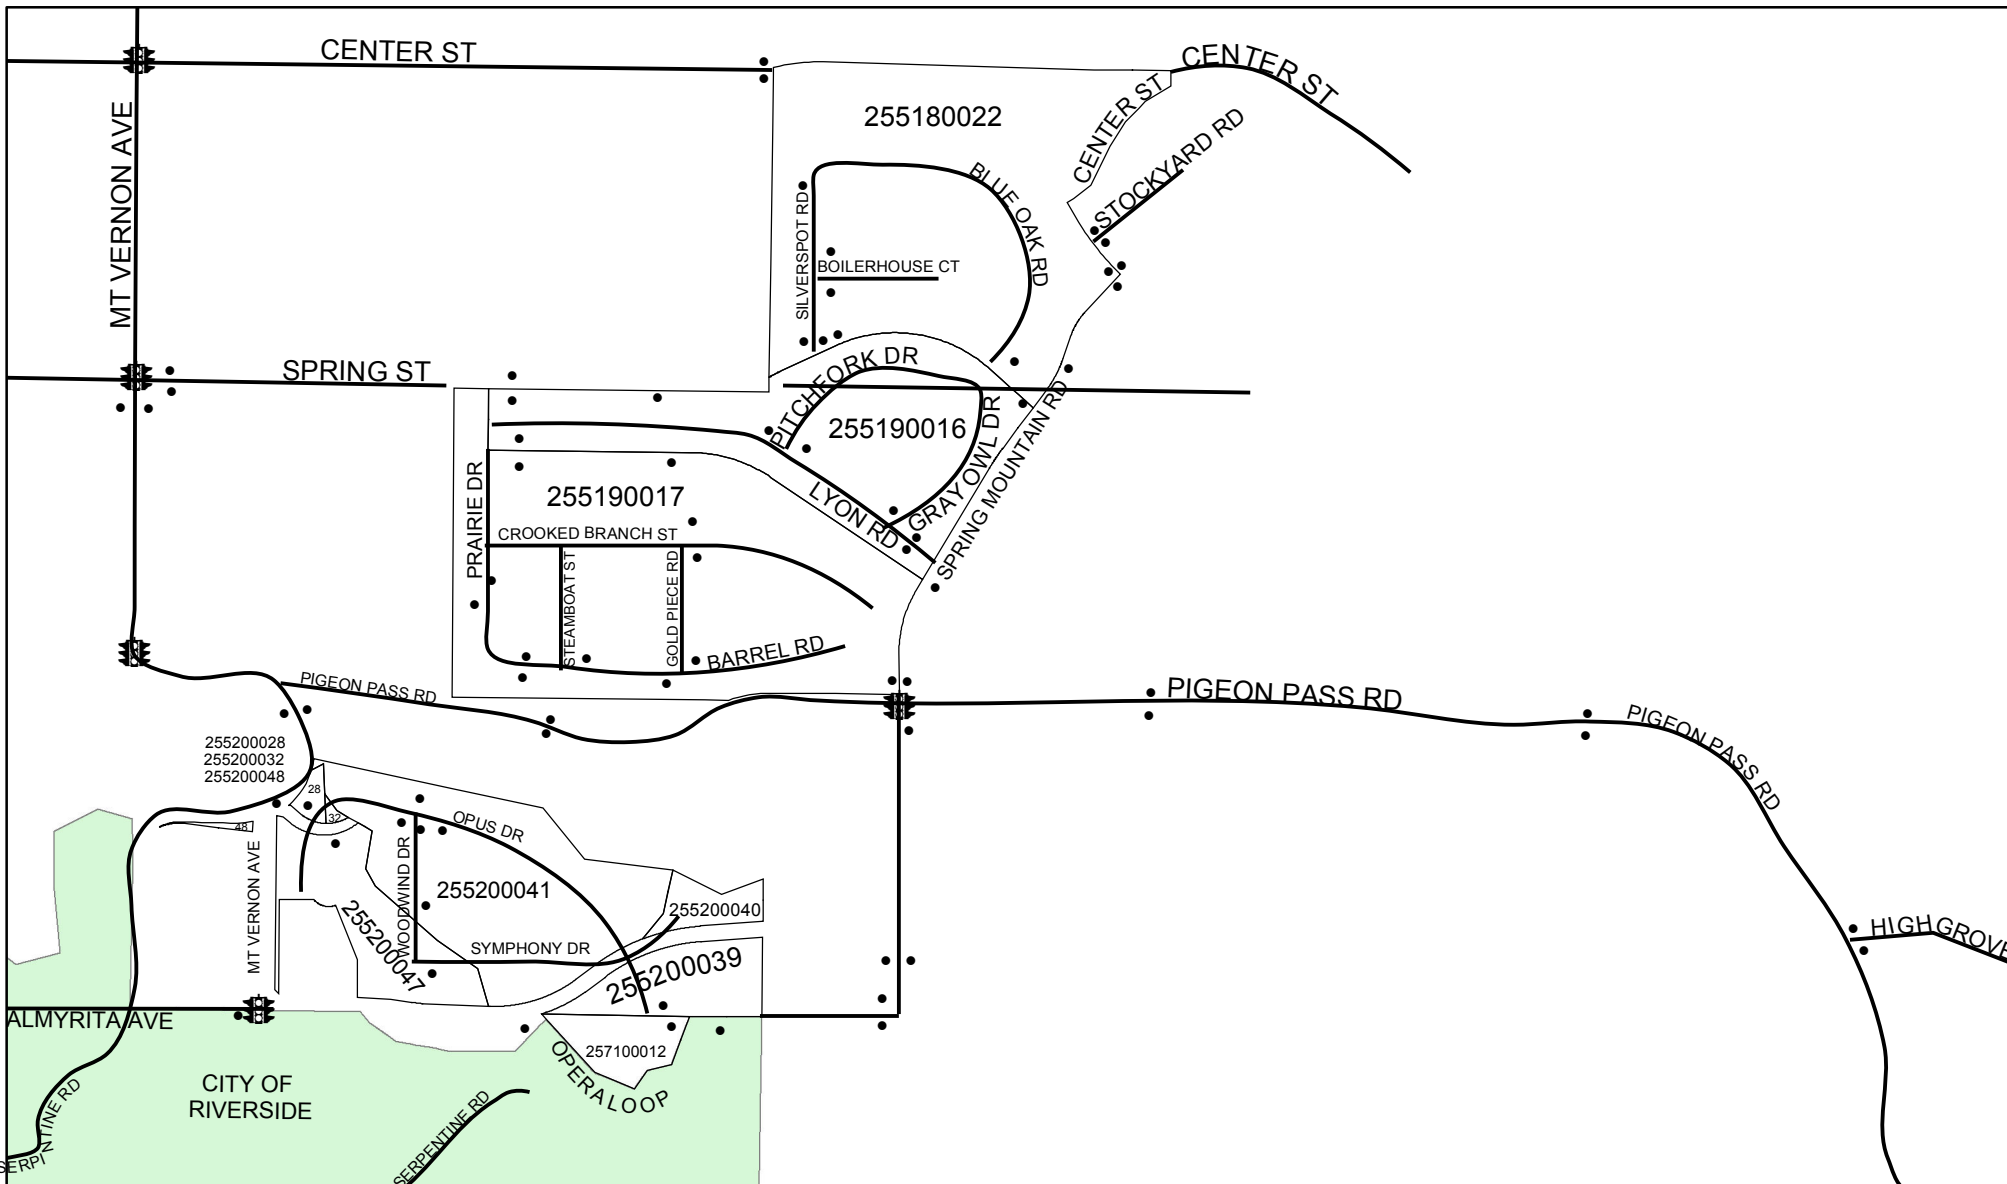 CENTER ST
CENTER ST
CENTER ST
255180022
MT VERNON AVE
STOCKYARD RD
BLUE OAK RD
SILVERSPOT RD
BOILERHOUSE CT
SPRING ST
PITCHFORK DR
255190016
GRAY OWL DR
SPRING MOUNTAIN RD
PRAIRIE DR
255190017
LYON RD
CROOKED BRANCH ST
STEAMBOAT ST
GOLD PIECE RD
BARREL RD
PIGEON PASS RD
PIGEON PASS RD
PIGEON PASS RD
255200028
255200032
255200048
28
32
48
OPUS DR
MT VERNON AVE
WOODWIND DR
255200041
255200040
255200047
SYMPHONY DR
255200039
HIGHGROVE
ALMYRITA AVE
257100012
OPERA LOOP
CITY OF
RIVERSIDE
SERPINTINE RD
SERPENTINE RD